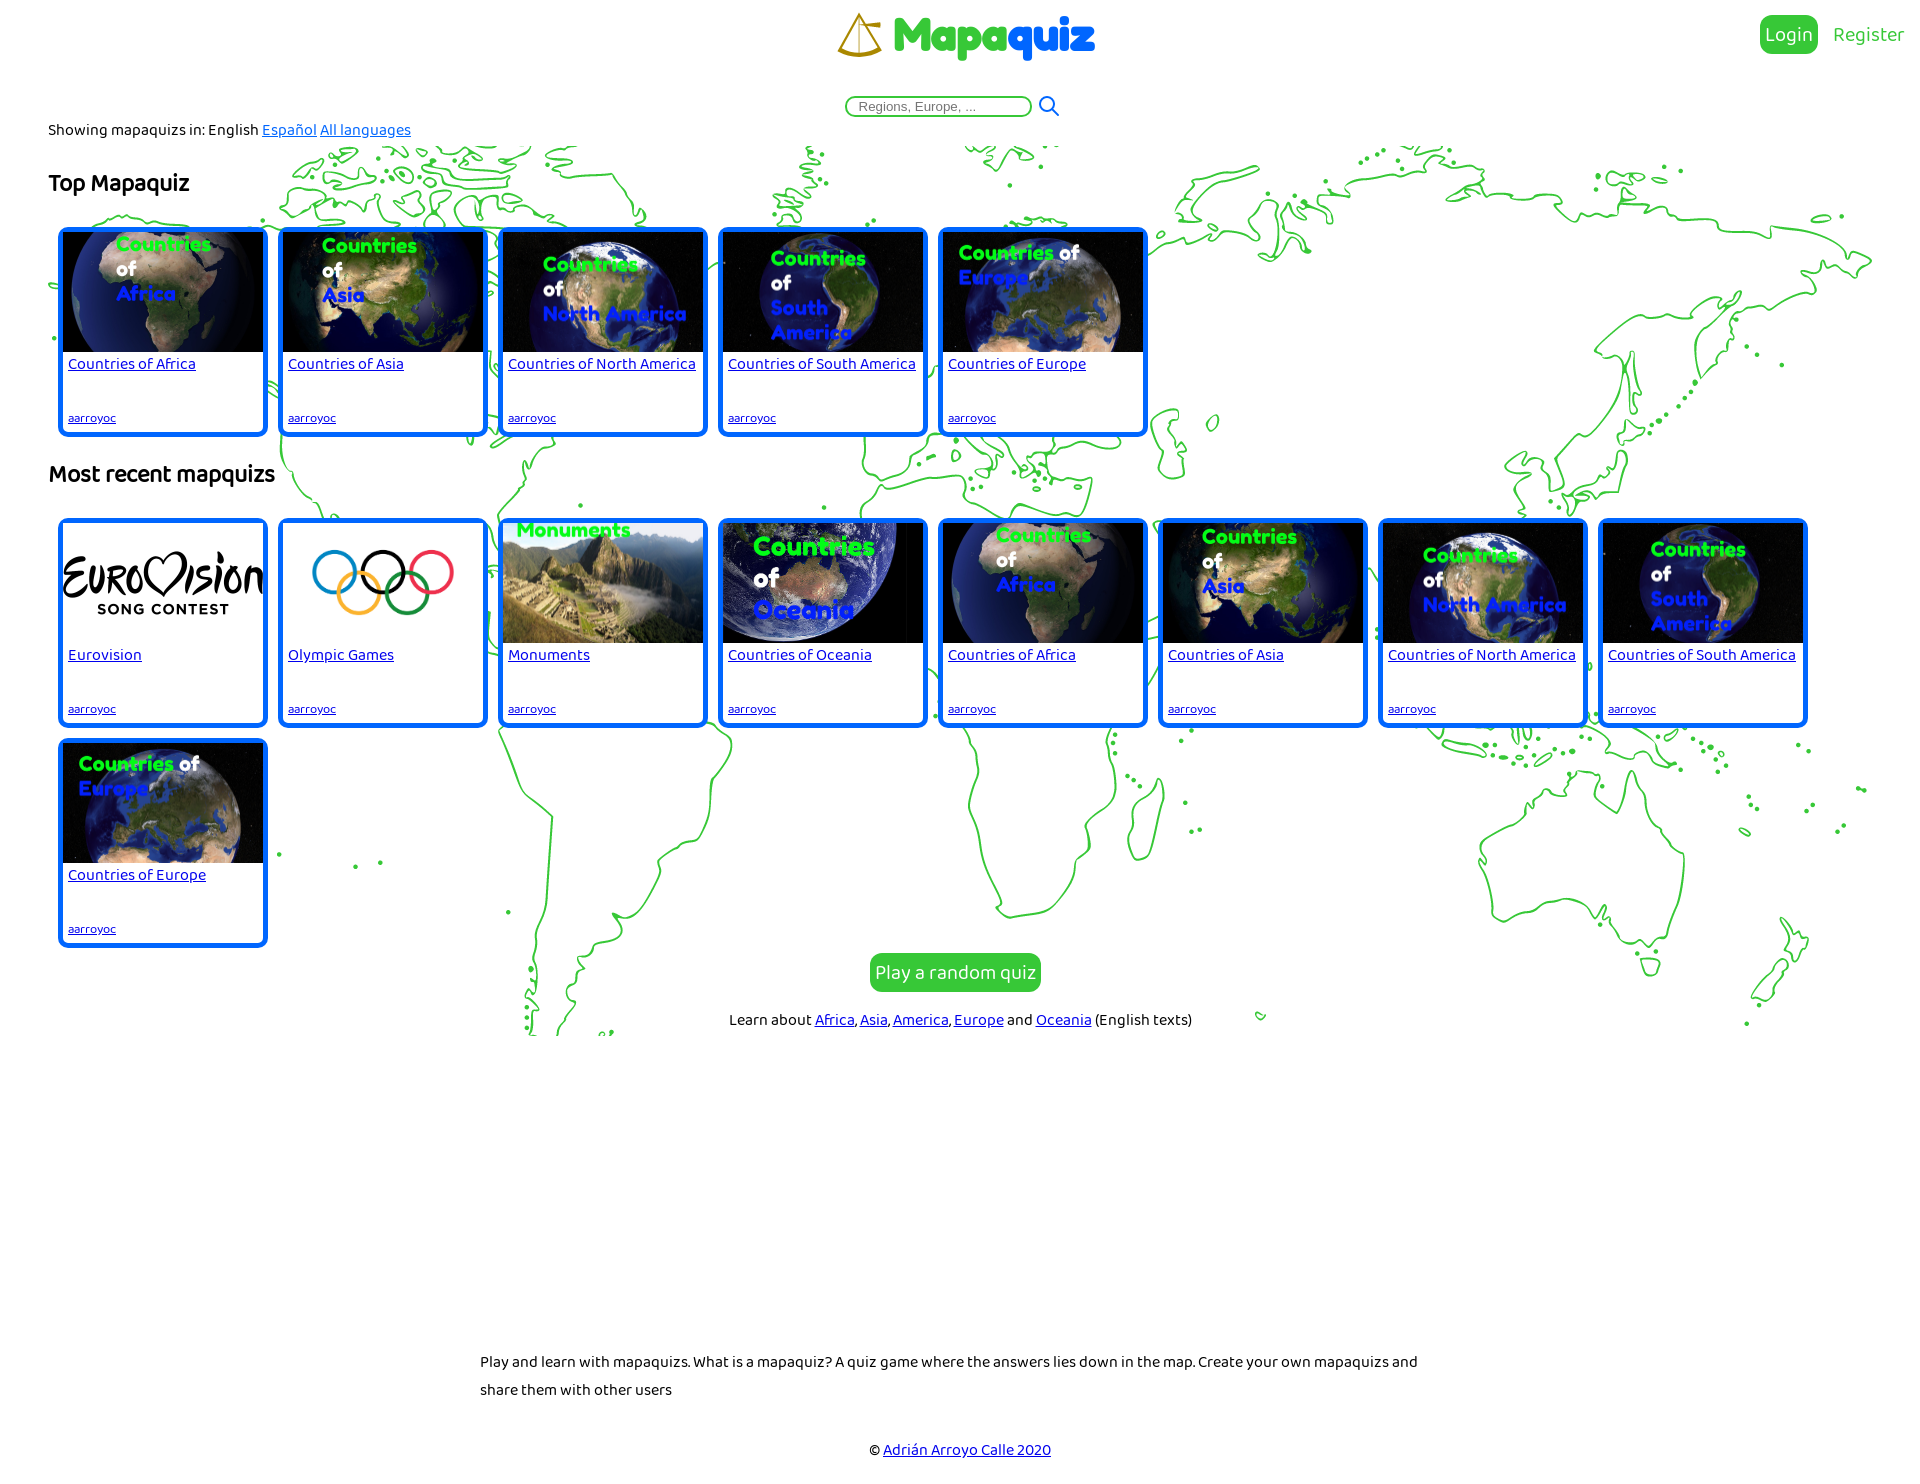 Mapaquiz
Login Register
Regions, Europe, ...
Showing mapaquizs in: English Español All languages
Top Mapaquiz
Countries of Africa
Countries of Asia
Countries of North America
Countries of South America
Countries of Europe
Countries of Africa
Countries of Asia
Countries of North America
Countries of South America
Countries of Europe
aarroyoc
aarroyoc
aarroyoc
aarroyoc
aarroyoc
Most recent mapquizs
EUROVISION
SONG CONTEST
Monuments
Countries of Oceania
Countries of Africa
Countries of Asia
Countries of North America
Countries of South America
Eurovision
Olympic Games
Monuments
Countries of Oceania
Countries of Africa
Countries of Asia
Countries of North America
Countries of South America
aarroyoc
aarroyoc
aarroyoc
aarroyoc
aarroyoc
aarroyoc
aarroyoc
aarroyoc
Countries of Europe
Countries of Europe
aarroyoc
Play a random quiz
Learn about Africa, Asia, America, Europe and Oceania (English texts)
Play and learn with mapaquizs. What is a mapaquiz? A quiz game where the answers lies down in the map. Create your own mapaquizs and
share them with other users
© Adrián Arroyo Calle 2020